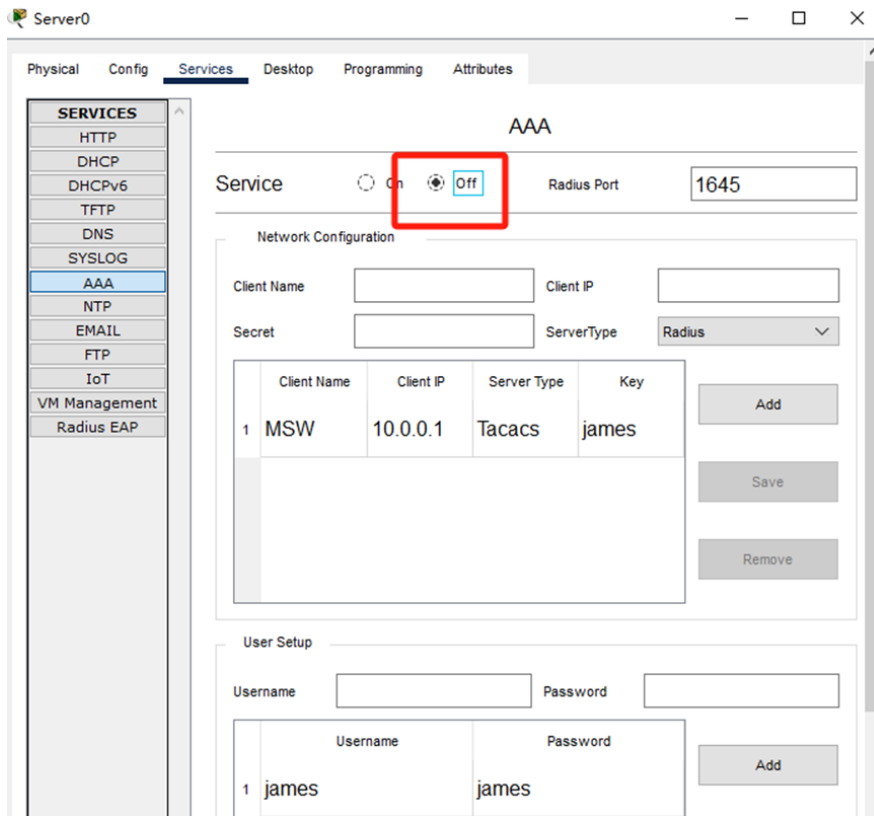 Server0
Physical Config Services Desktop Programming Attributes
SERVICES
HTTP
DHCP
DHCPv6
TFTP
DNS
SYSLOG
AAA
NTP
EMAIL
FTP
IoT
VM Management
Radius EAP
AAA
Service On Off Radius Port 1645
Network Configuration
Client Name Client IP
Secret ServerType Radius
Client Name Client IP Server Type Key
1 MSW 10.0.0.1 Tacacs james
Add
Save
Remove
User Setup
Username Password
Username Password
Add
1 james james